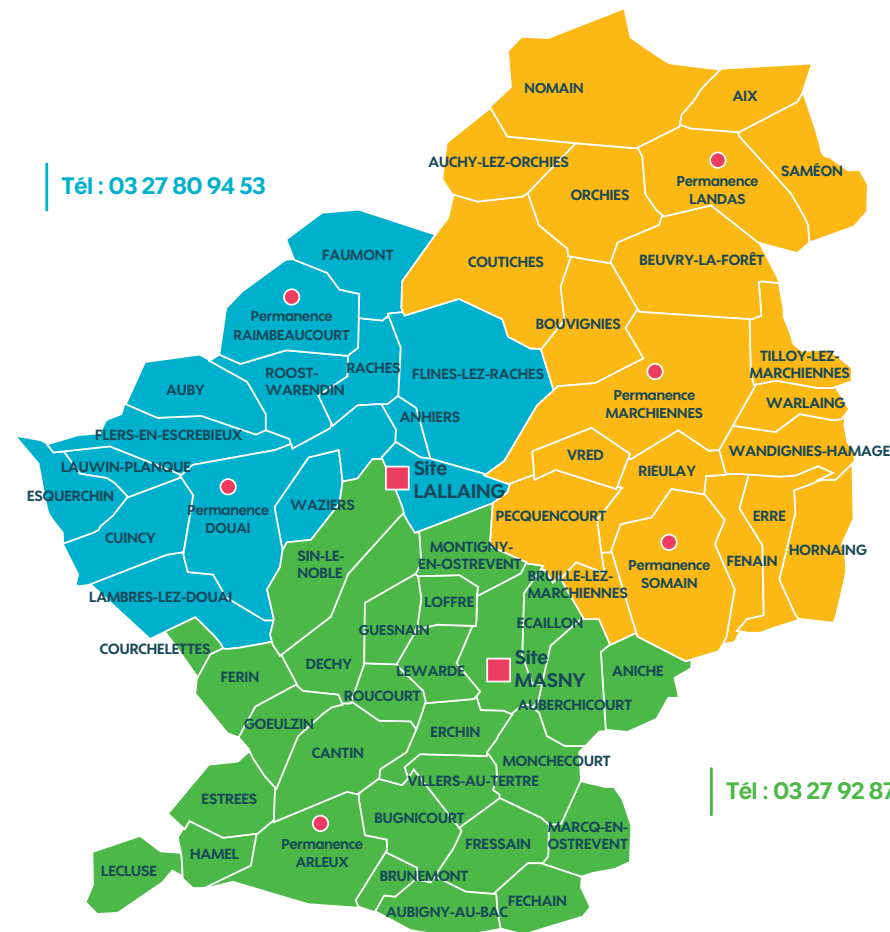 NOMAIN
AIX
AUCHY-LEZ-ORCHIES
SAMÉON
Permanence
LANDAS
Tél : 03 27 80 94 53
ORCHIES
FAUMONT
COUTICHES
BEUVRY-LA-FORÊT
Permanence
RAIMBEAUCOURT
BOUVIGNIES
TILLOY-LEZ-
MARCHIENNES
RACHES
ROOST-
WARENDIN
FLINES-LEZ-RACHES
AUBY
Permanence
MARCHIENNES
WARLAING
ANHIERS
FLERS-EN-ESCREBIEUX
WANDIGNIES-HAMAGE
VRED
LAUWIN-PLANQUE
Site
LALLAING
RIEULAY
ESQUERCHIN
Permanence
DOUAI
WAZIERS
PECQUENCOURT
ERRE
CUINCY
MONTIGNY-
EN-OSTREVENT
HORNAING
SIN-LE-
NOBLE
FENAIN
Permanence
SOMAIN
BRUILLE-LEZ-
MARCHIENNES
LAMBRES-LEZ-DOUAI
LOFFRE
ECAILLON
GUESNAIN
COURCHELETTES
Site
MASNY
DECHY
LEWARDE
ANICHE
FERIN
ROUCOURT
AUBERCHICOURT
GOEULZIN
ERCHIN
CANTIN
MONCHECOURT
VILLERS-AU-TERTRE
Tél : 03 27 92 87
ESTREES
BUGNICOURT
MARCQ-EN-
OSTREVENT
Permanence
ARLEUX
FRESSAIN
HAMEL
LECLUSE
BRUNEMONT
FECHAIN
AUBIGNY-AU-BAC